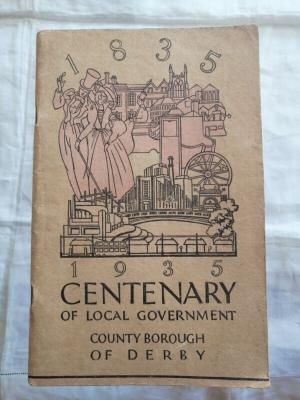 1835
1935
CENTENARY
OF LOCAL GOVERNMENT
COUNTY BOROUGH
OF DERBY